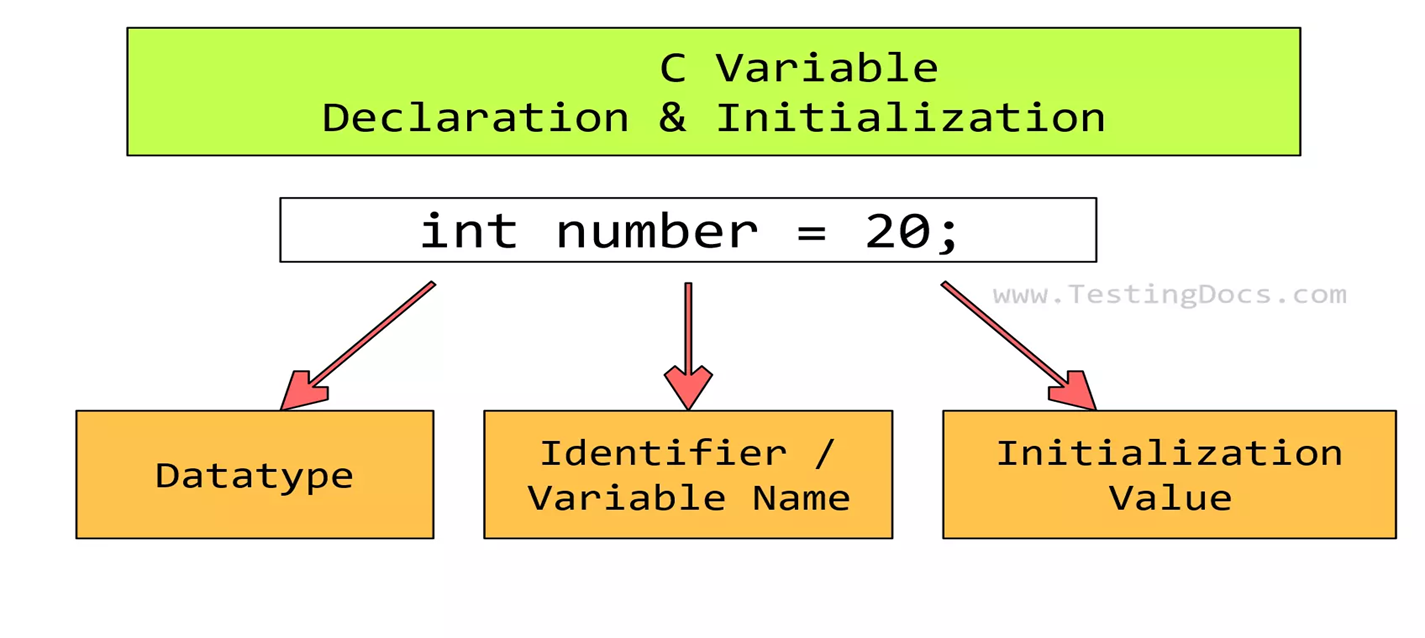 C Variable
Declaration & Initialization
int number = 20;
www.TestingDocs.com
Datatype
Identifier /
Variable Name
Initialization
Value